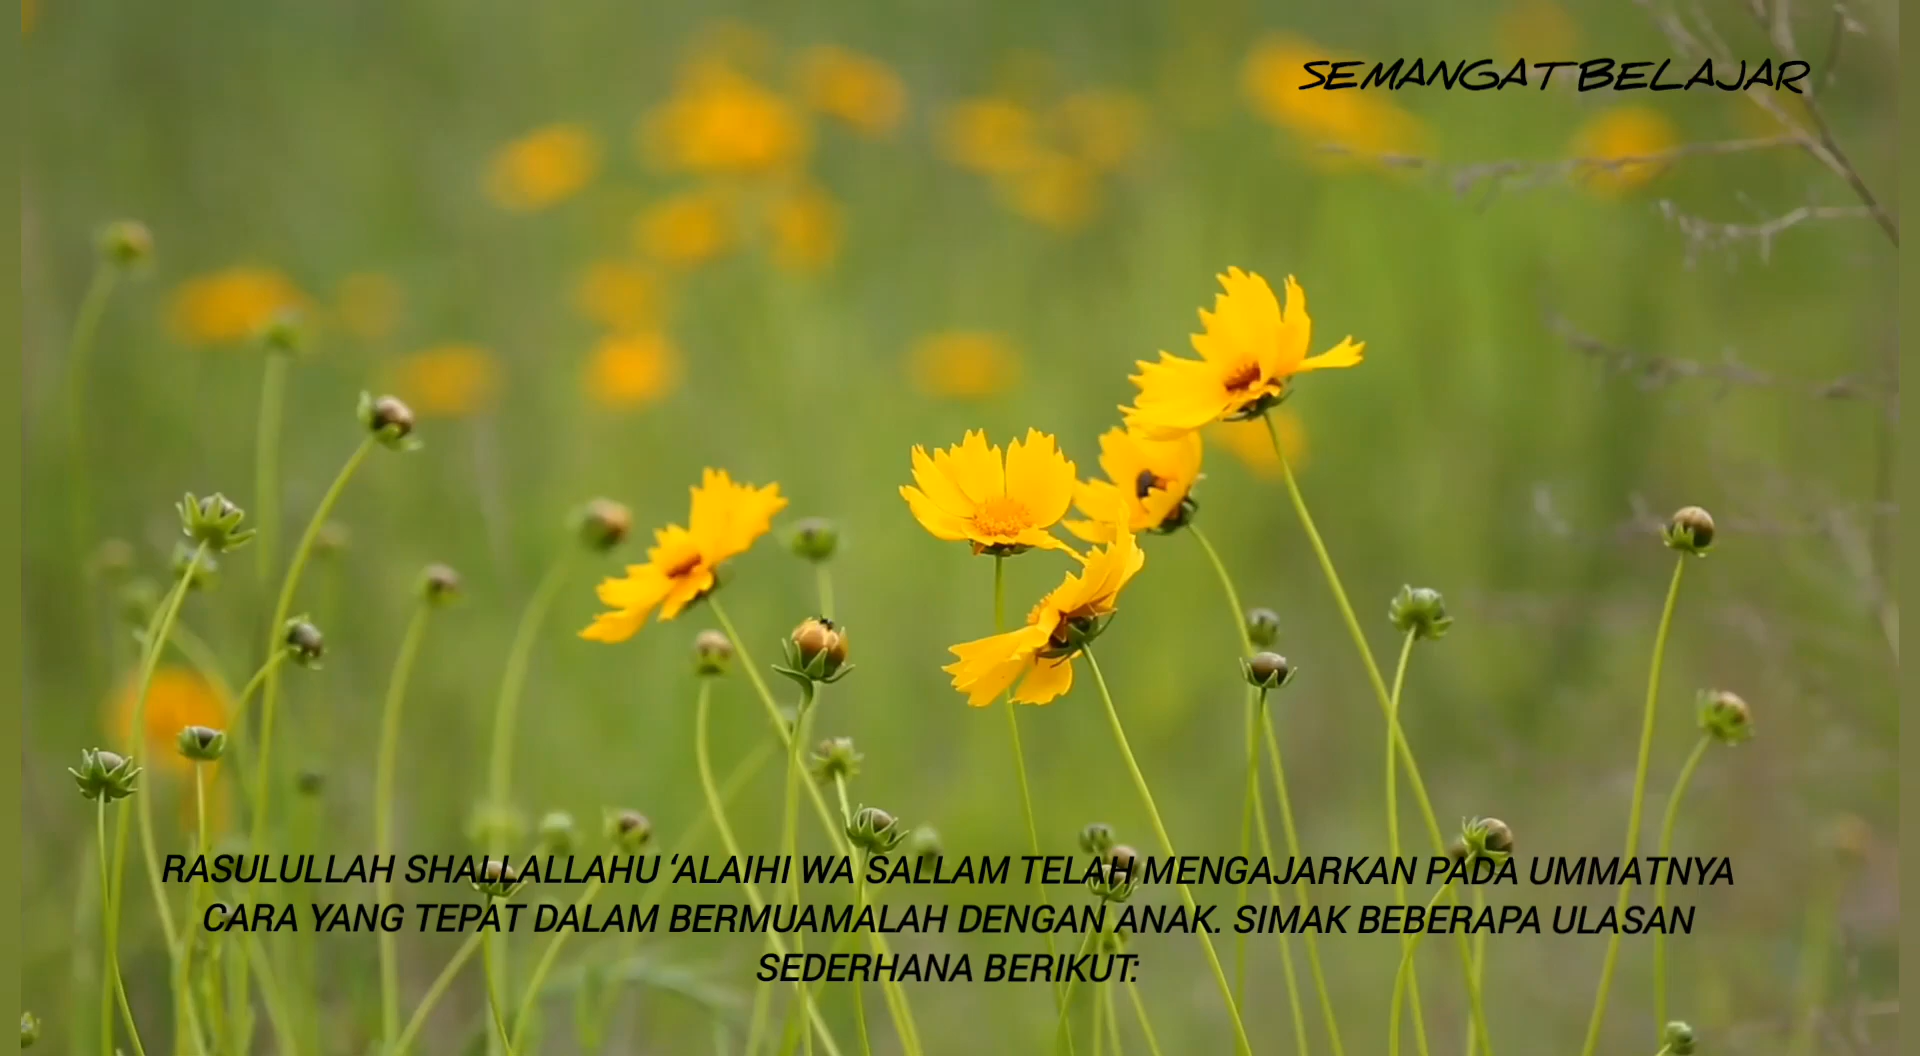 SEMANGAT BELAJAR
RASULULLAH SHALLALLAHU ‘ALAIHI WA SALLAM TELAH MENGAJARKAN PADA UMMATNYA
CARA YANG TEPAT DALAM BERMUAMALAH DENGAN ANAK. SIMAK BEBERAPA ULASAN
SEDERHANA BERIKUT: